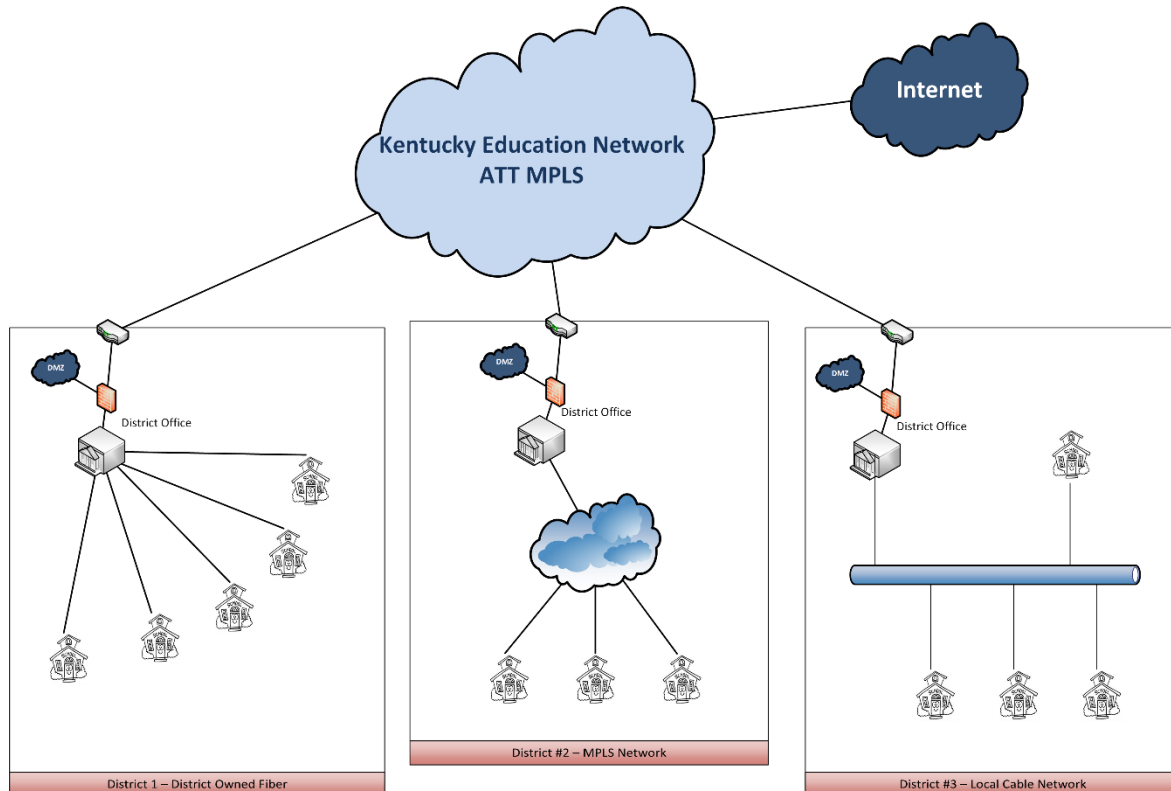 Internet
Kentucky Education Network
ATT MPLS
DMZ
District Office
District 1 – District Owned Fiber
DMZ
District Office
District #2 – MPLS Network
DMZ
District Office
District #3 – Local Cable Network